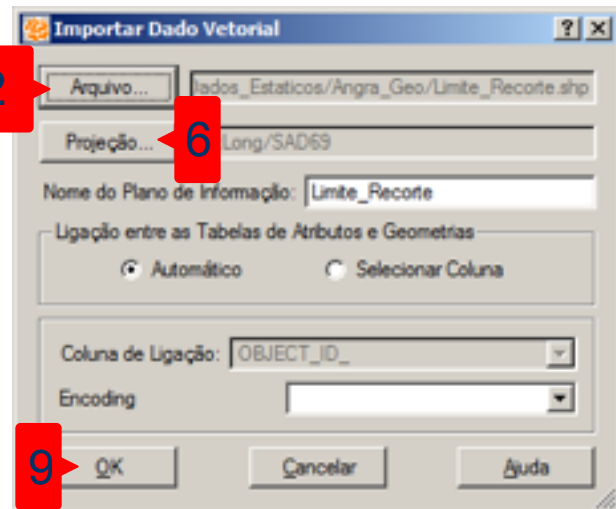 Importar Dado Vetorial
2 Arquivo... Dados_Estaticos/Angra_Geo/Limite_Recorte.shp
Projeção... 6 Long/SAD69
Nome do Plano de Informação: Limite_Recorte
Ligação entre as Tabelas de Atributos e Geometrias
Automático Selecionar Coluna
Coluna de Ligação: OBJECT_ID_
Encoding
9 OK Cancelar Ajuda